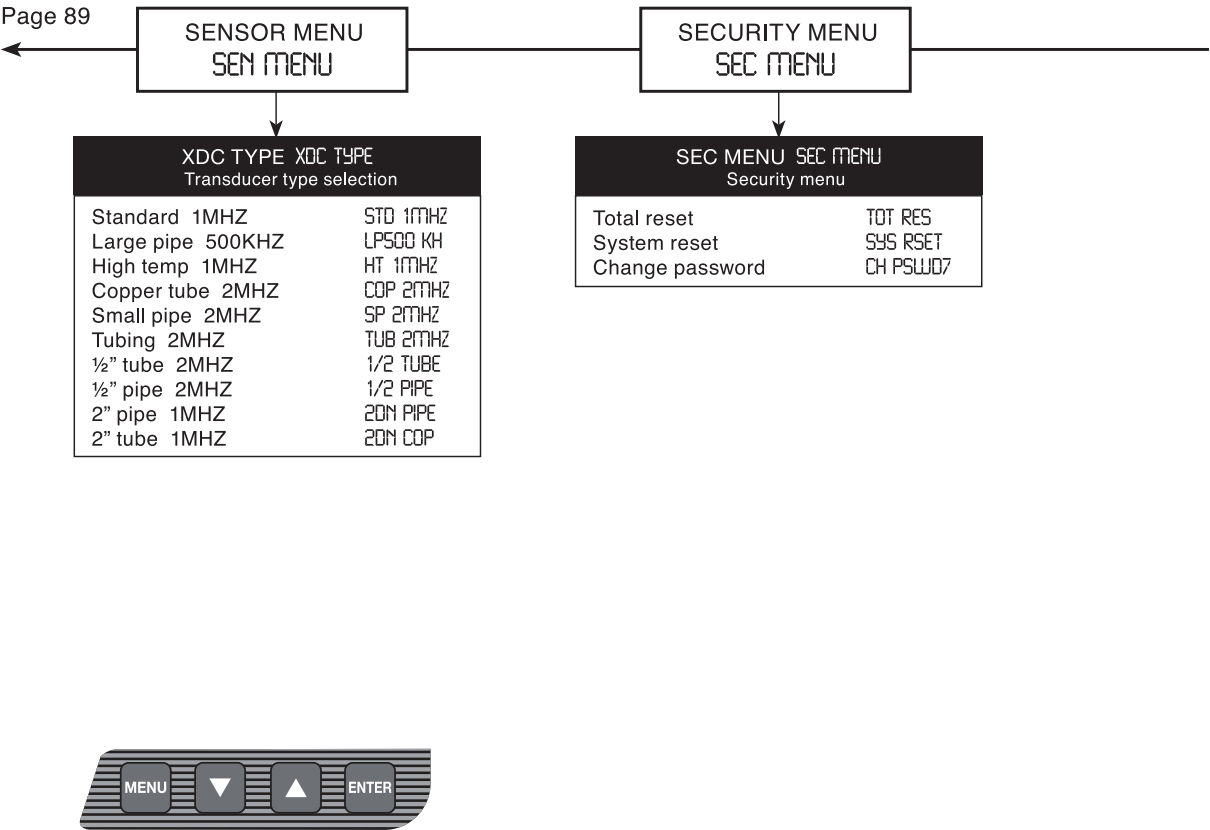 Page 89
SENSOR MENU
SEN MENU
SECURITY MENU
SEC MENU
XDC TYPE XDC TYPE
Transducer type selection
Standard 1MHZ STD 1MHZ
Large pipe 500KHZ LP500 KH
High temp 1MHZ HT 1MHZ
Copper tube 2MHZ COP 2MHZ
Small pipe 2MHZ SP 2MHZ
Tubing 2MHZ TUB 2MHZ
½” tube 2MHZ 1/2 TUBE
½” pipe 2MHZ 1/2 PIPE
2” pipe 1MHZ 2DN PIPE
2” tube 1MHZ 2DN COP
SEC MENU SEC MENU
Security menu
Total reset TOT RES
System reset SYS RSET
Change password CH PSWD?
MENU
ENTER